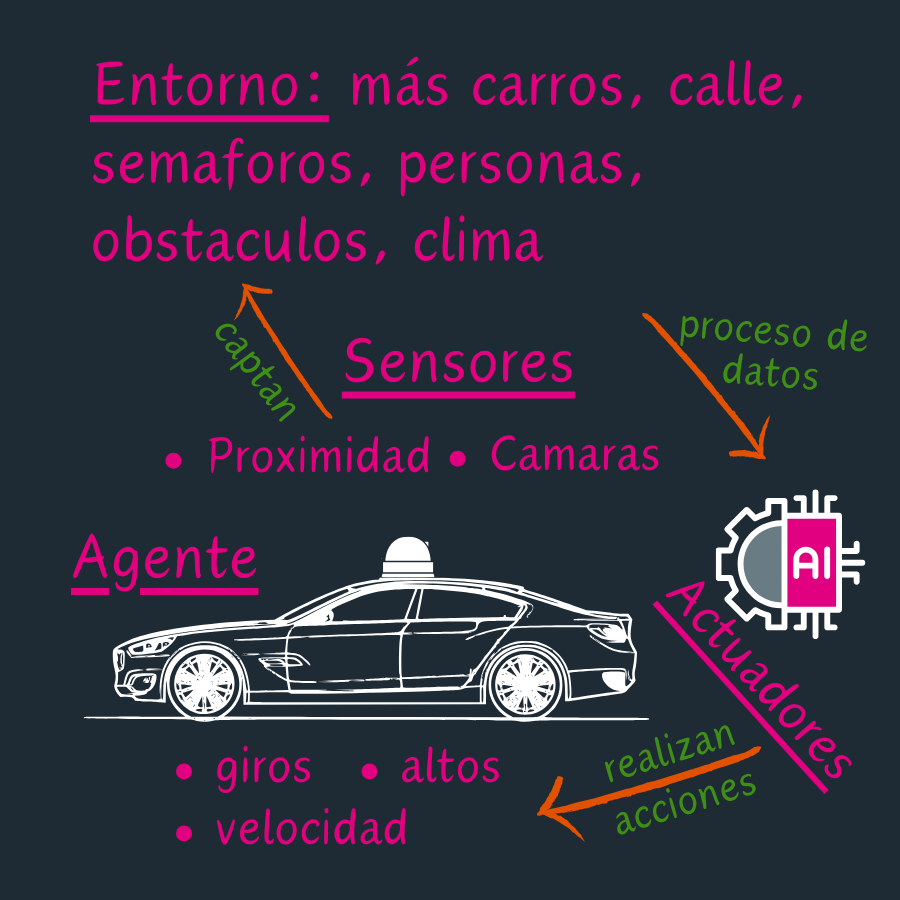 Entorno: más carros, calle,
semaforos, personas,
obstaculos, clima
captan
proceso de
datos
Sensores
• Proximidad • Camaras
Agente
AI
Actuadores
realizan
acciones
• giros • altos
• velocidad